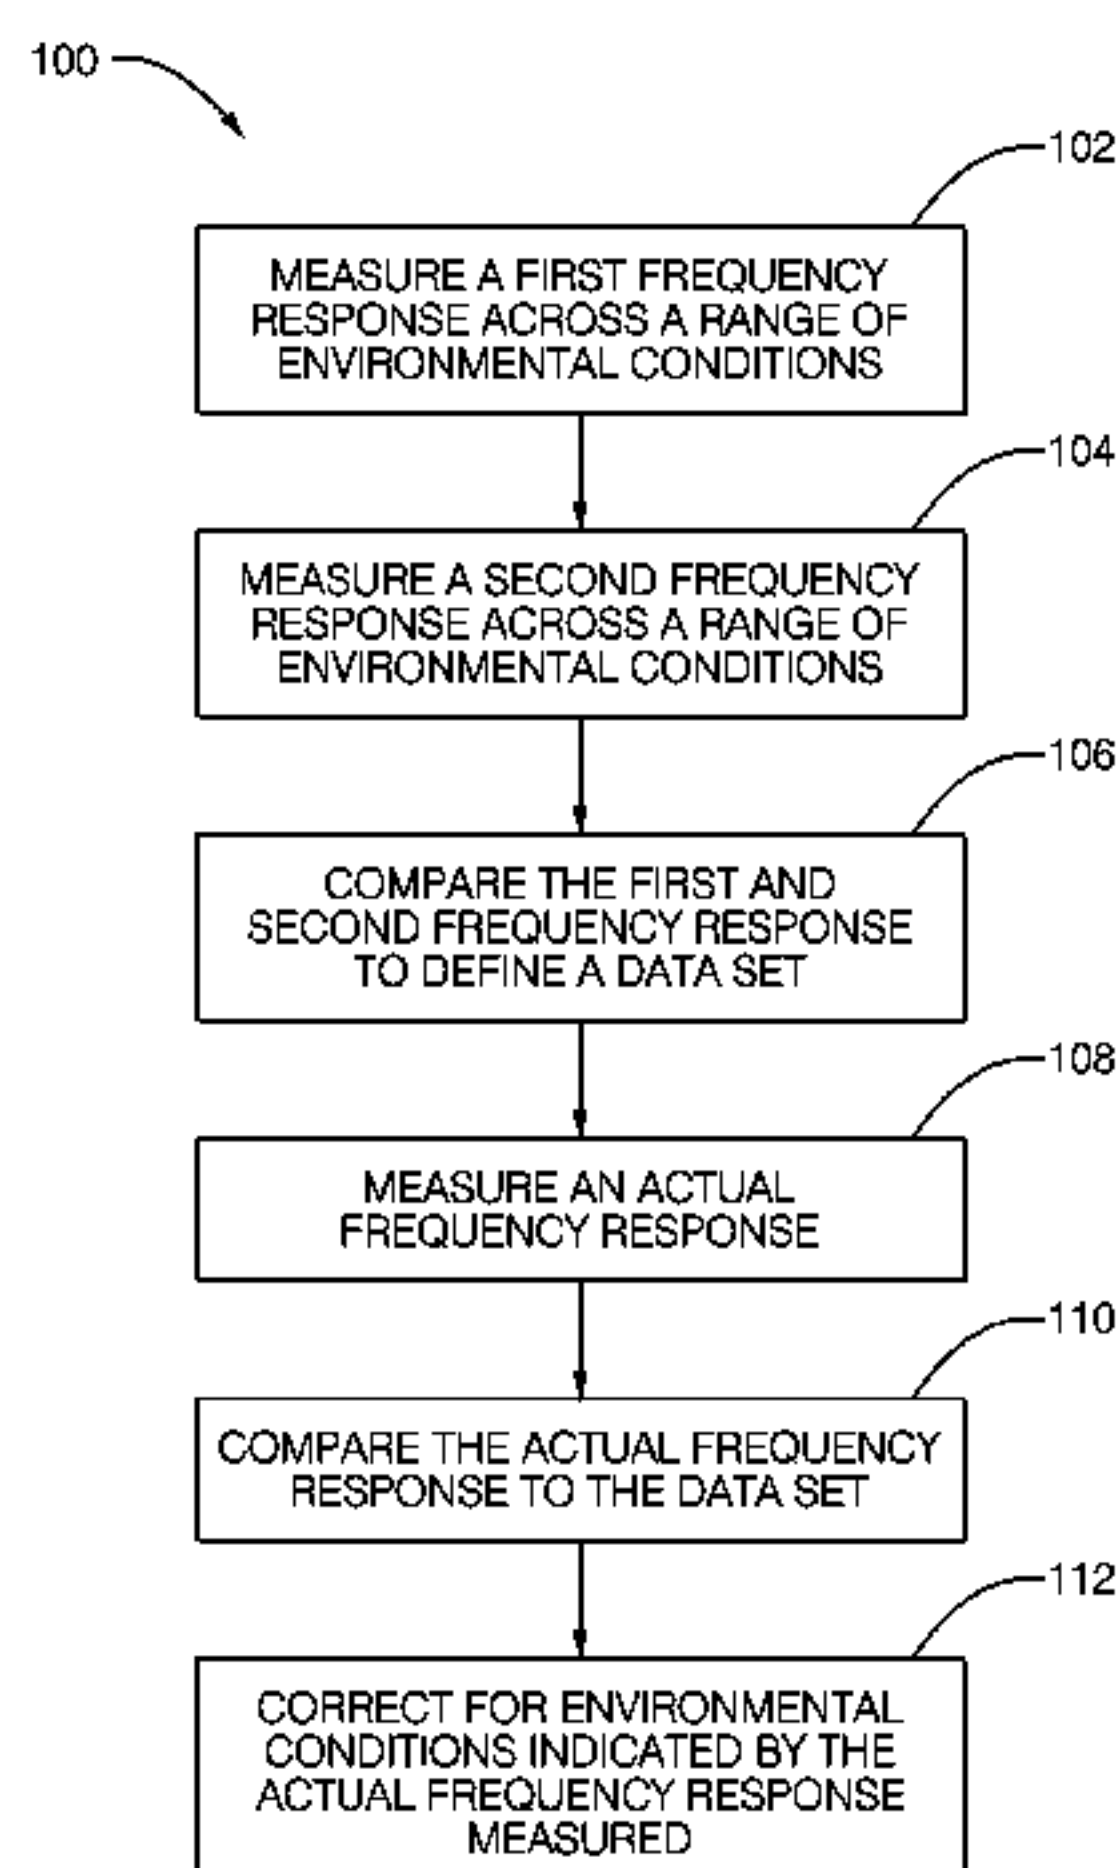 100
102
MEASURE A FIRST FREQUENCY
RESPONSE ACROSS A RANGE OF
ENVIRONMENTAL CONDITIONS
104
MEASURE A SECOND FREQUENCY
RESPONSE ACROSS A RANGE OF
ENVIRONMENTAL CONDITIONS
106
COMPARE THE FIRST AND
SECOND FREQUENCY RESPONSE
TO DEFINE A DATA SET
108
MEASURE AN ACTUAL
FREQUENCY RESPONSE
110
COMPARE THE ACTUAL FREQUENCY
RESPONSE TO THE DATA SET
112
CORRECT FOR ENVIRONMENTAL
CONDITIONS INDICATED BY THE
ACTUAL FREQUENCY RESPONSE
MEASURED